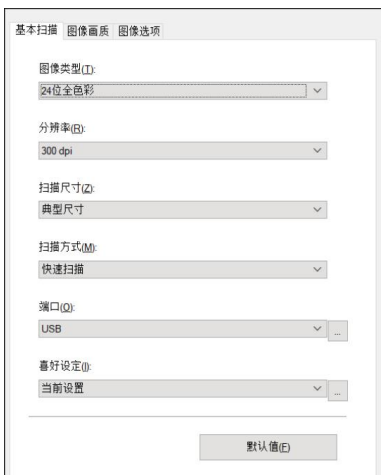 基本扫描 图像画质 图像选项
图像类型(T):
24位全色彩
分辨率(R):
300 dpi
扫描尺寸(Z):
典型尺寸
扫描方式(M):
快速扫描
端口(O):
USB
...
喜好设定(I):
当前设置
...
默认值(F)